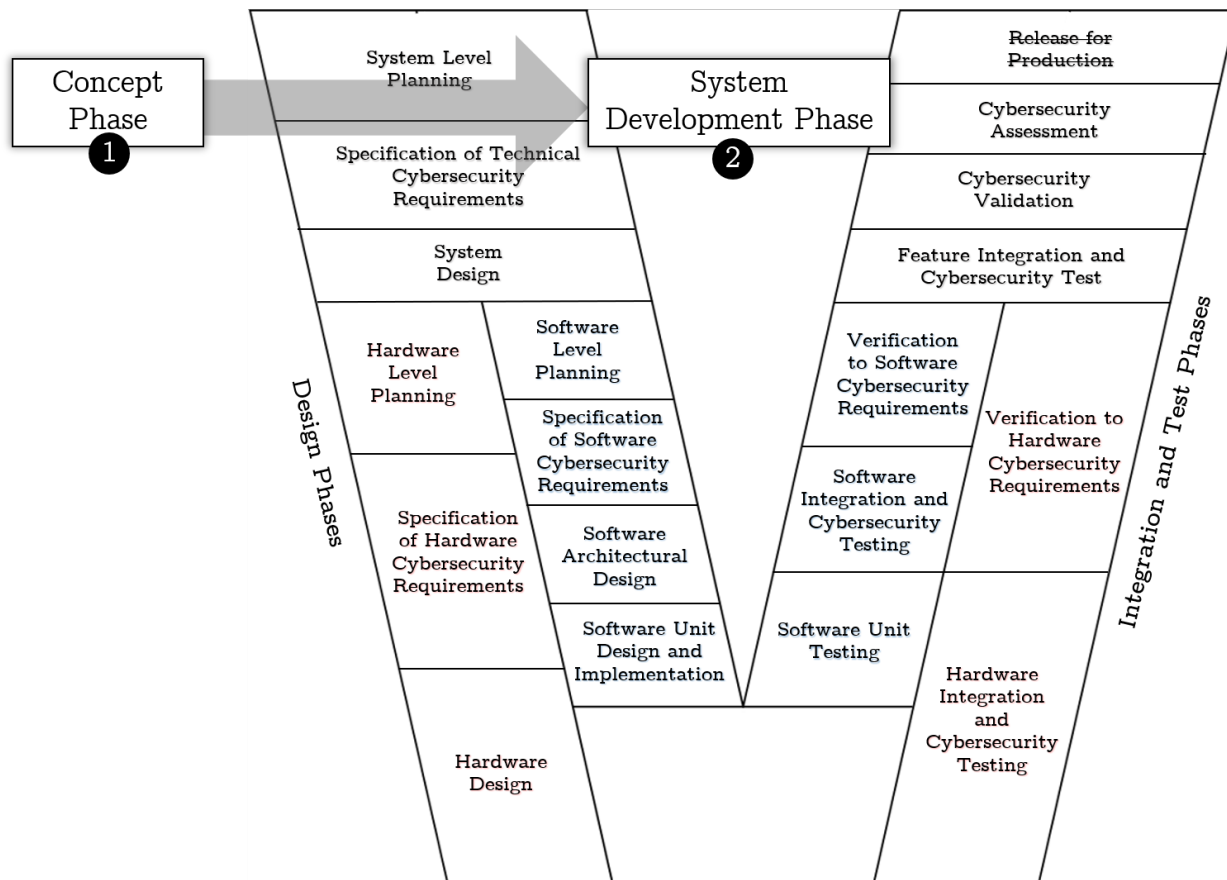 Concept
Phase
1
System Level
Planning
Specification of Technical
Cybersecurity
Requirements
System
Design
Hardware
Level
Planning
Specification
of Hardware
Cybersecurity
Requirements
Hardware
Design
Software
Level
Planning
Specification
of Software
Cybersecurity
Requirements
Software
Architectural
Design
Software Unit
Design and
Implementation
Design Phases
System
Development Phase
2
Release for
Production
Cybersecurity
Assessment
Cybersecurity
Validation
Feature Integration and
Cybersecurity Test
Verification
to Software
Cybersecurity
Requirements
Software
Integration and
Cybersecurity
Testing
Software Unit
Testing
Verification to
Hardware
Cybersecurity
Requirements
Hardware
Integration
and
Cybersecurity
Testing
Integration and Test Phases